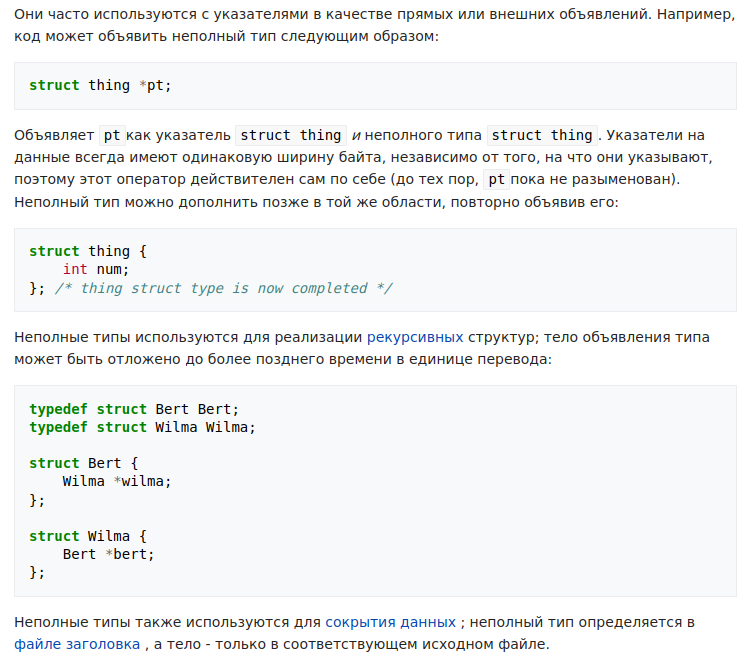 Они часто используются с указателями в качестве прямых или внешних объявлений. Например,
код может объявить неполный тип следующим образом:
struct thing *pt;
Объявляет pt как указатель struct thing и неполного типа struct thing . Указатели на
данные всегда имеют одинаковую ширину байта, независимо от того, на что они указывают,
поэтому этот оператор действителен сам по себе (до тех пор, pt пока не разыменован).
Неполный тип можно дополнить позже в той же области, повторно объявив его:
struct thing {
    int num;
}; /* thing struct type is now completed */
Неполные типы используются для реализации рекурсивных структур; тело объявления типа
может быть отложено до более позднего времени в единице перевода:
typedef struct Bert Bert;
typedef struct Wilma Wilma;
struct Bert {
    Wilma *wilma;
};
struct Wilma {
    Bert *bert;
};
Неполные типы также используются для сокрытия данных ; неполный тип определяется в
файле заголовка , а тело - только в соответствующем исходном файле.